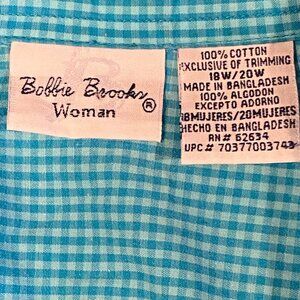 Bobbie Brooks
Woman ®
100% COTTON
EXCLUSIVE OF TRIMMING
18W/20W
MADE IN BANGLADESH
100% ALGODON
EXCEPTO ADORNO
18MUJERES/20MUJERES
HECHO EN BANGLADESH
RN# 62634
UPC# 70377003743